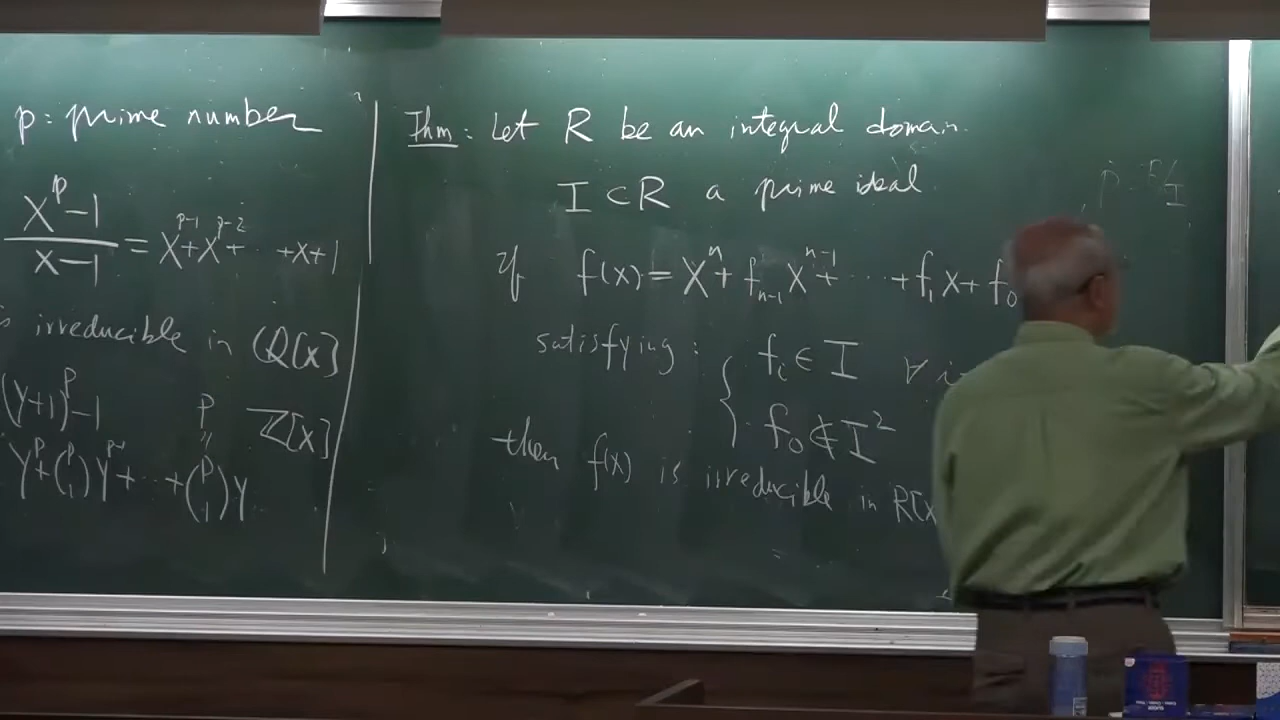 p: prime number
X^p-1 / x-1 = X^{p-1}+X^{p-2}+ ⋯ +x+1
irreducible in Q[x]
(Y+1)^p-1
p Z[x]
Y^p+(p 1)Y^{p-1}+ ⋯ +(p 1)Y
Thm: Let R be an integral domain.
I ⊂ R a prime ideal
If f(x) = X^n + f_{n-1} X^{n-1} + ⋯ + f_1 X + f_0
satisfying: { f_i ∈ I ∀ i
f_0 ∉ I^2
then f(x) is irreducible in R[x